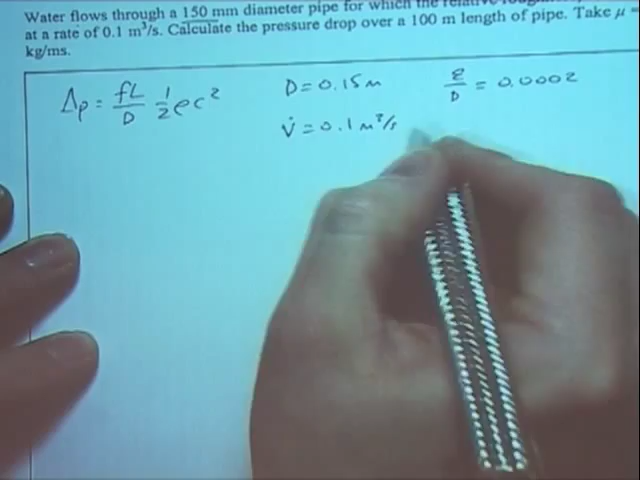 Water flows through a 150 mm diameter pipe for which the relative
at a rate of 0.1 m³/s. Calculate the pressure drop over a 100 m length of pipe. Take μ =
kg/ms.
Δp = fL/D 1/2 ρc² D = 0.15m ε/D = 0.0002
V̇ = 0.1 m³/s